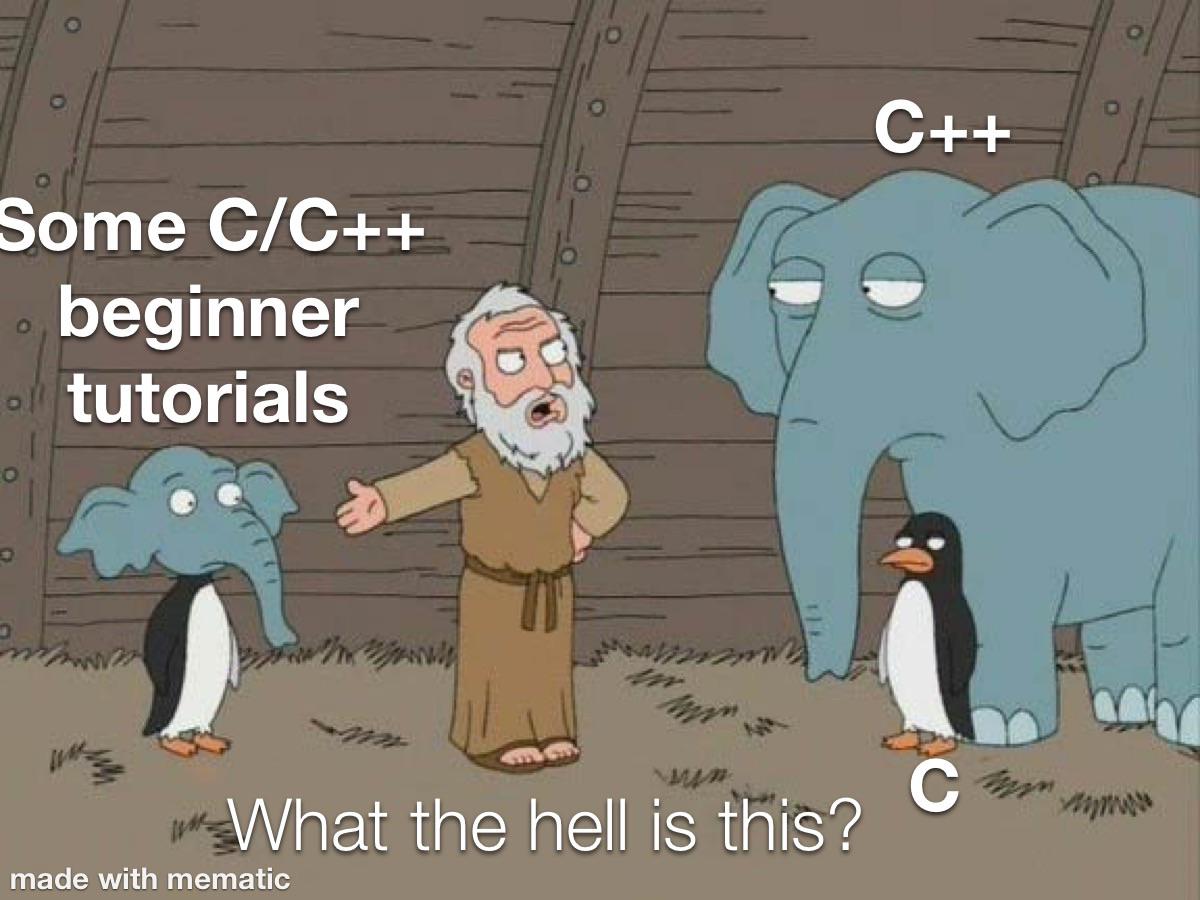 C++
Some C/C++
beginner
tutorials
C
What the hell is this?
made with mematic